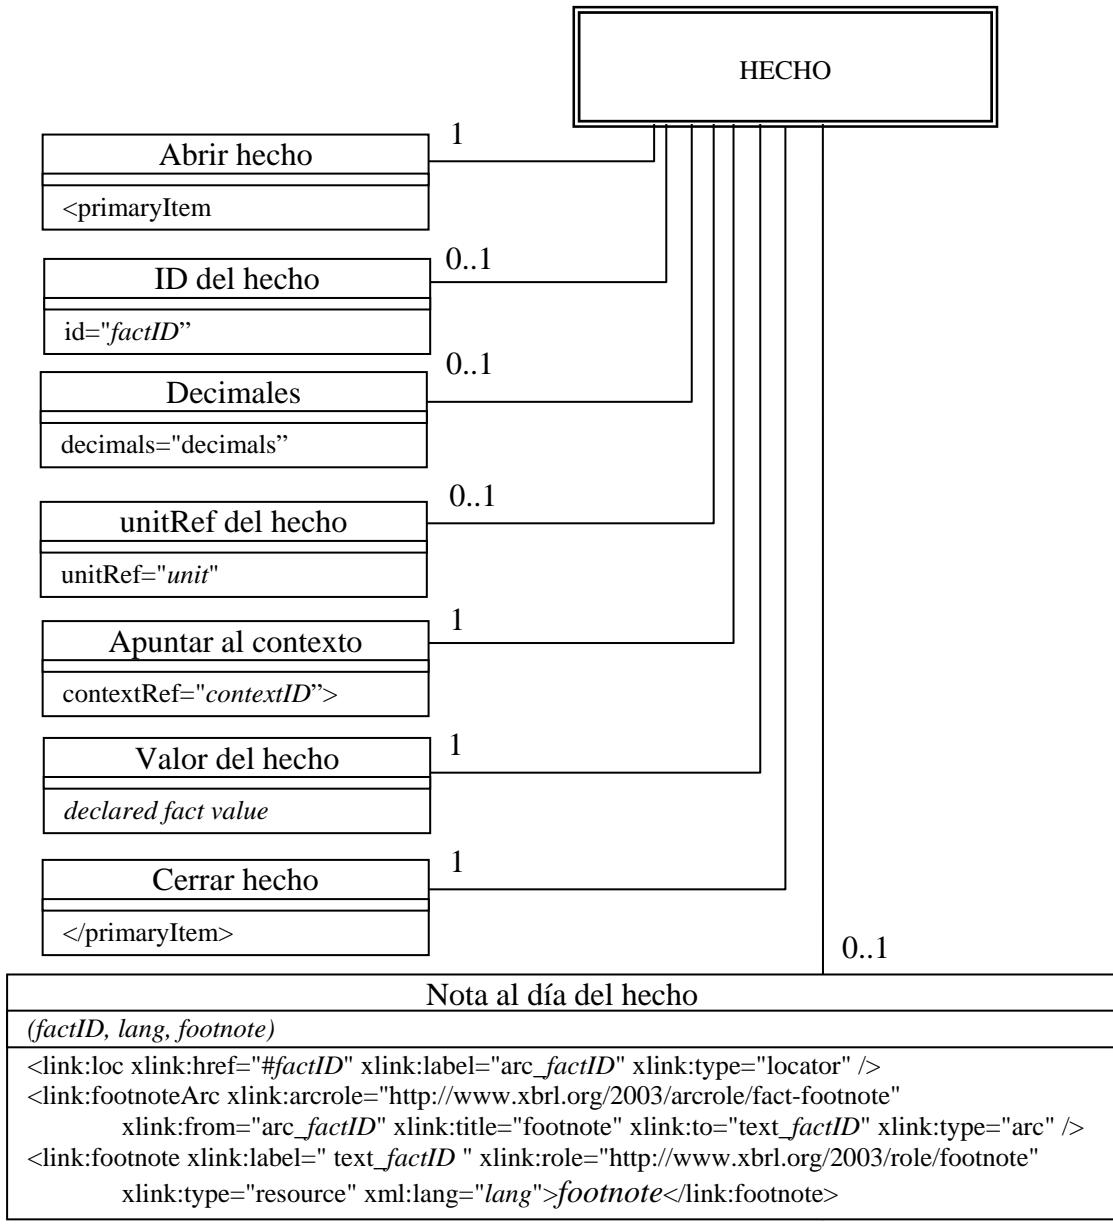 HECHO
1
Abrir hecho
<primaryItem
0..1
ID del hecho
id="factID”
0..1
Decimales
decimals="decimals”
0..1
unitRef del hecho
unitRef="unit"
1
Apuntar al contexto
contextRef="contextID”>
1
Valor del hecho
declared fact value
1
Cerrar hecho
</primaryItem>
0..1
Nota al día del hecho
(factID, lang, footnote)
<link:loc xlink:href="#factID" xlink:label="arc_factID" xlink:type="locator" />
<link:footnoteArc xlink:arcrole="http://www.xbrl.org/2003/arcrole/fact-footnote"
xlink:from="arc_factID" xlink:title="footnote" xlink:to="text_factID" xlink:type="arc" />
<link:footnote xlink:label=" text_factID " xlink:role="http://www.xbrl.org/2003/role/footnote"
xlink:type="resource" xml:lang="lang">footnote</link:footnote>